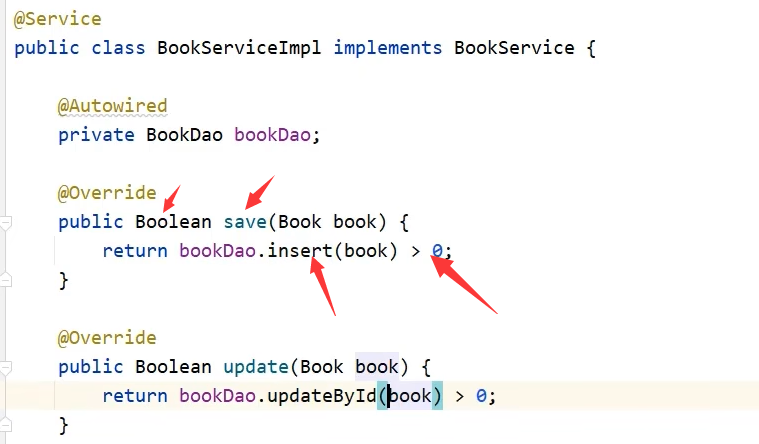 @Service
public class BookServiceImpl implements BookService {
@Autowired
private BookDao bookDao;
@Override
public Boolean save(Book book) {
return bookDao.insert(book) > 0;
}
@Override
public Boolean update(Book book) {
return bookDao.updateById(book) > 0;
}